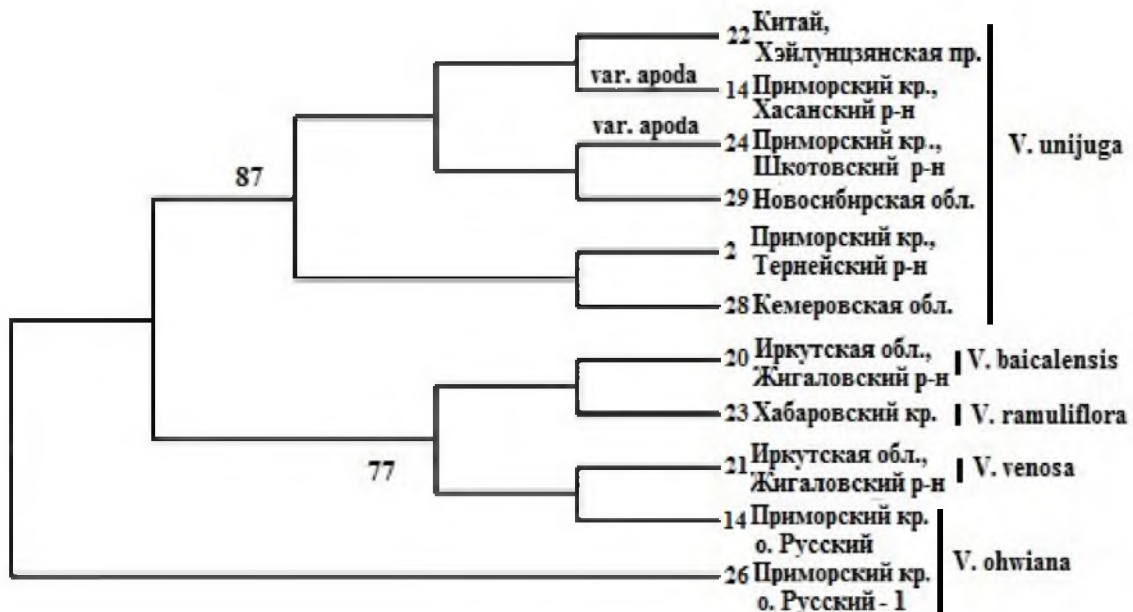 22 Китай,
Хэйлунцзянская пр.
var. apoda
14 Приморский кр.,
Хасанский р-н
var. apoda
24 Приморский кр.,
Шкотовский р-н
V. unijuga
87
29 Новосибирская обл.
2 Приморский кр.,
Тернейский р-н
28 Кемеровская обл.
20 Иркутская обл.,
Жигаловский р-н
V. baicalensis
23 Хабаровский кр.
V. ramuliflora
77
21 Иркутская обл.,
Жигаловский р-н
V. venosa
14 Приморский кр.
о. Русский
V. ohwiana
26 Приморский кр.
о. Русский - 1